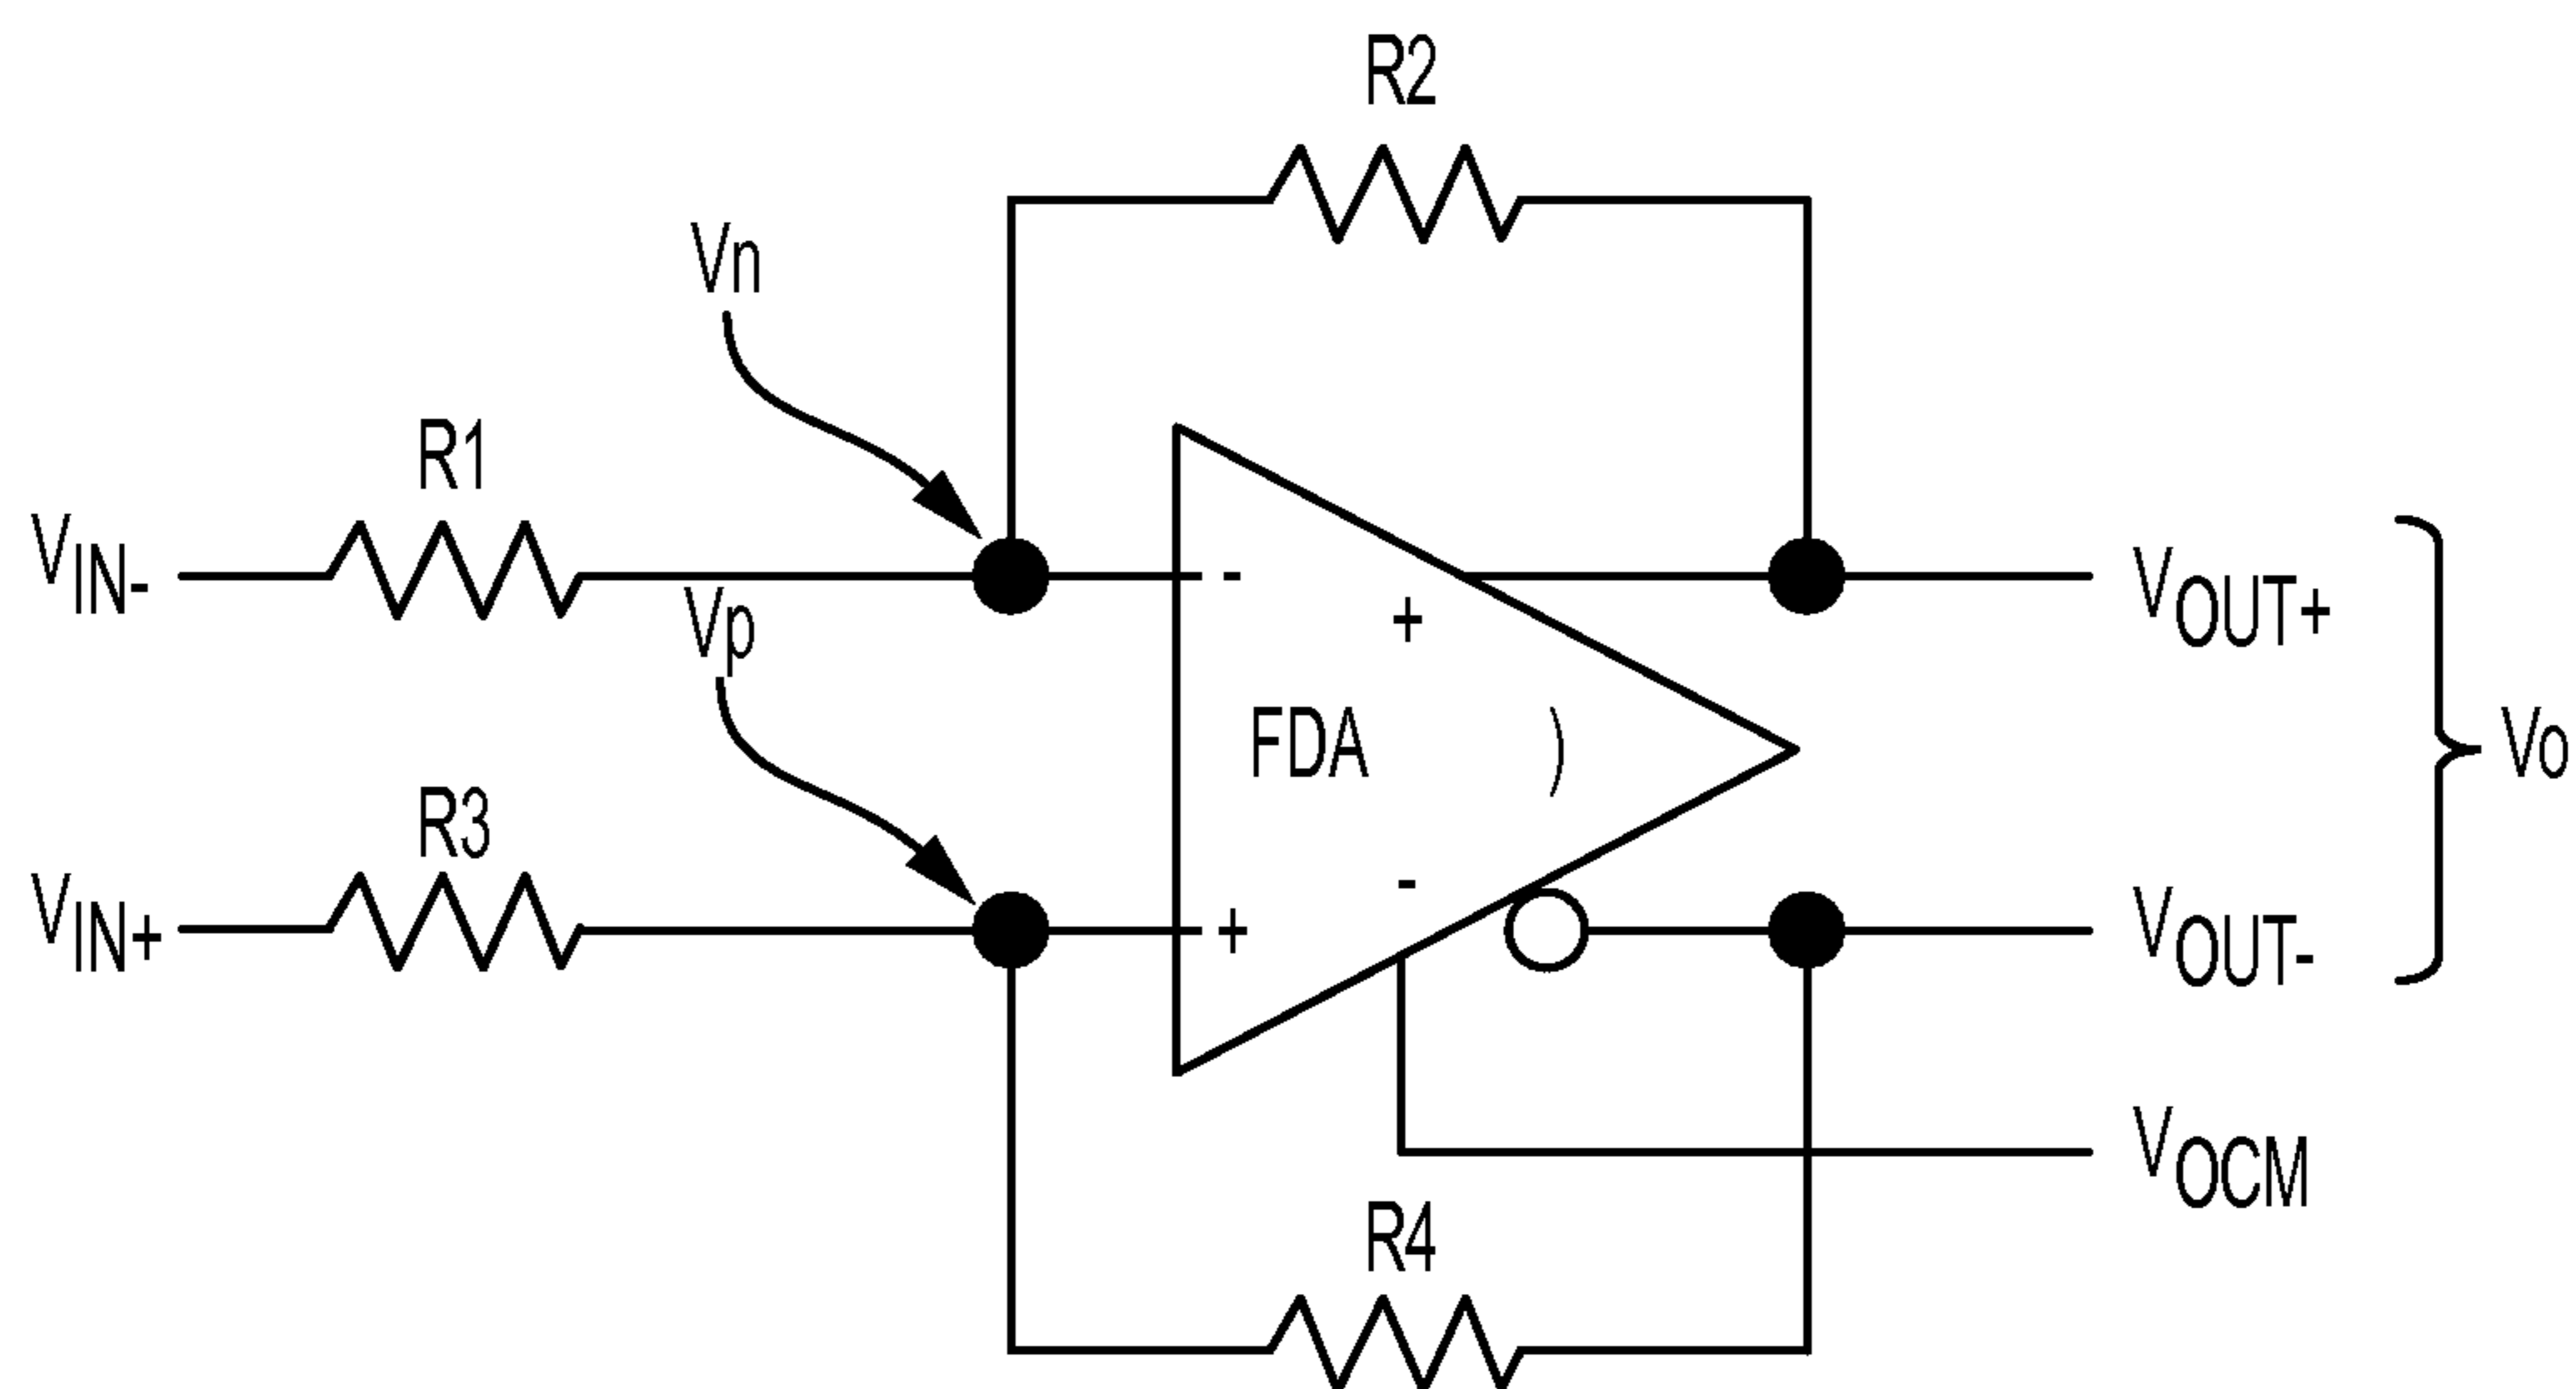 R2
Vn
R1
VIN-
-
+
VOUT+
Vp
FDA
)
Vo
R3
VIN+
+
-
VOUT-
VOCM
R4